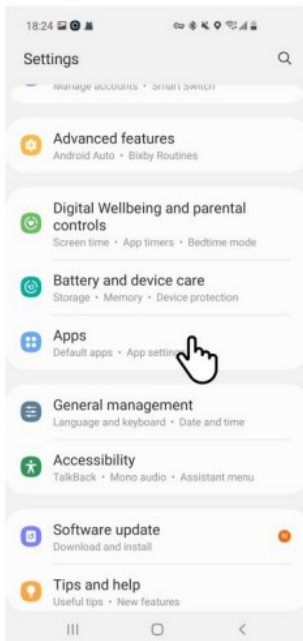 18:24
Settings
Manage accounts • Smart Switch
Advanced features
Android Auto • Bixby Routines
Digital Wellbeing and parental
controls
Screen time • App timers • Bedtime mode
Battery and device care
Storage • Memory • Device protection
Apps
Default apps • App settings
General management
Language and keyboard • Date and time
Accessibility
TalkBack • Mono audio • Assistant menu
Software update
Download and install
N
Tips and help
Useful tips • New features